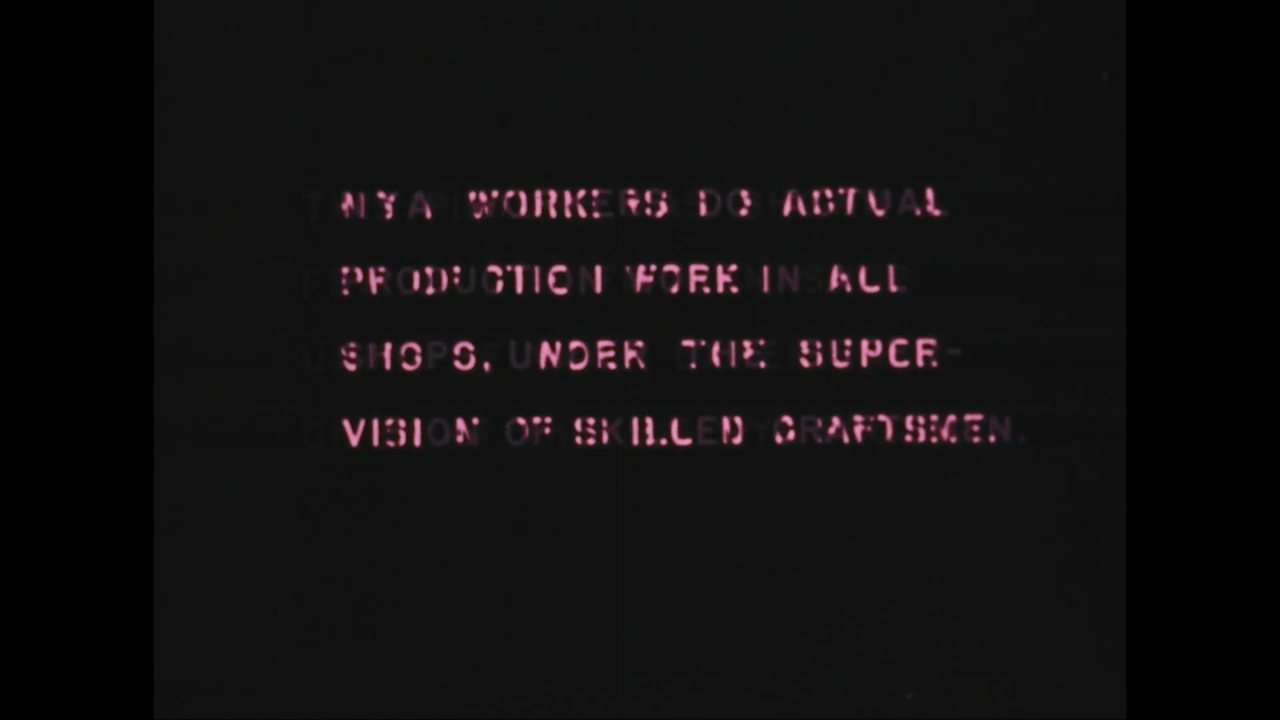 NYA WORKERS DO ACTUAL
PRODUCTION WORK IN ALL
SHOPS, UNDER THE SUPER-
VISION OF SKILLED CRAFTSMEN.